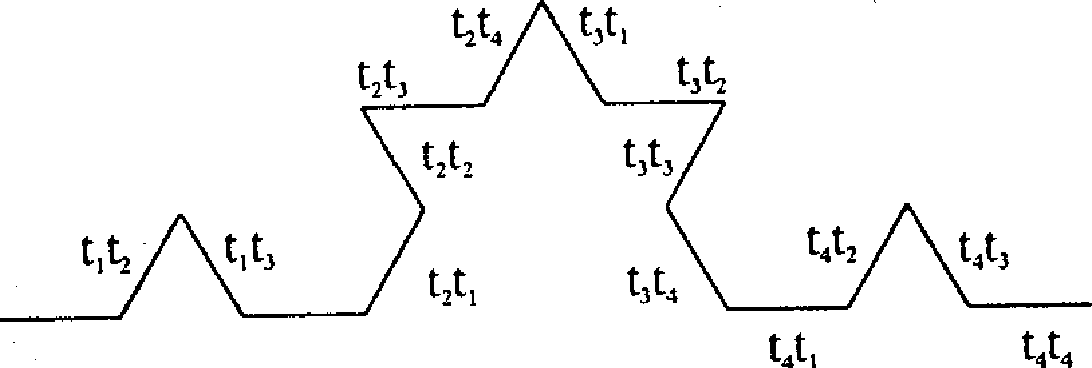 t₂t₄ t₃t₁
t₂t₃ t₃t₂
t₂t₂ t₃t₃
t₁t₂ t₁t₃ t₄t₂ t₄t₃
t₂t₁ t₃t₄
t₄t₁ t₄t₄